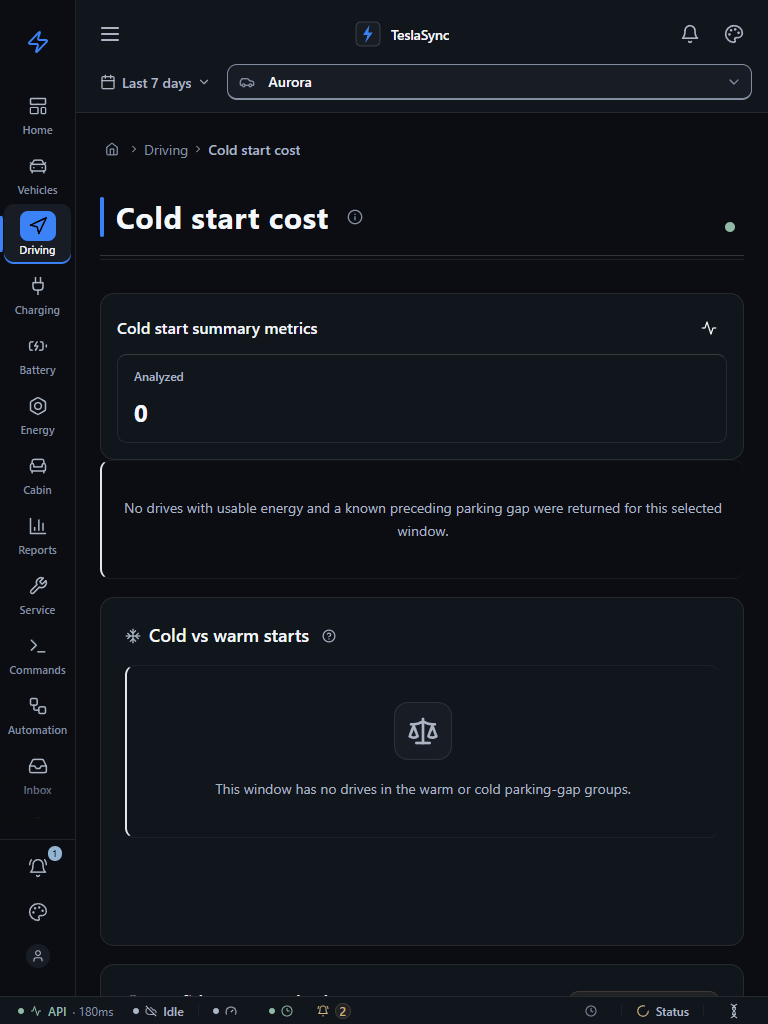 TeslaSync
Last 7 days
Aurora
Home
Vehicles
Driving
Charging
Battery
Energy
Cabin
Reports
Service
Commands
Automation
Inbox
1
Driving
Cold start cost
Cold start cost
Cold start summary metrics
Analyzed
0
No drives with usable energy and a known preceding parking gap were returned for this selected
window.
Cold vs warm starts
This window has no drives in the warm or cold parking-gap groups.
API · 180ms
Idle
2
Status